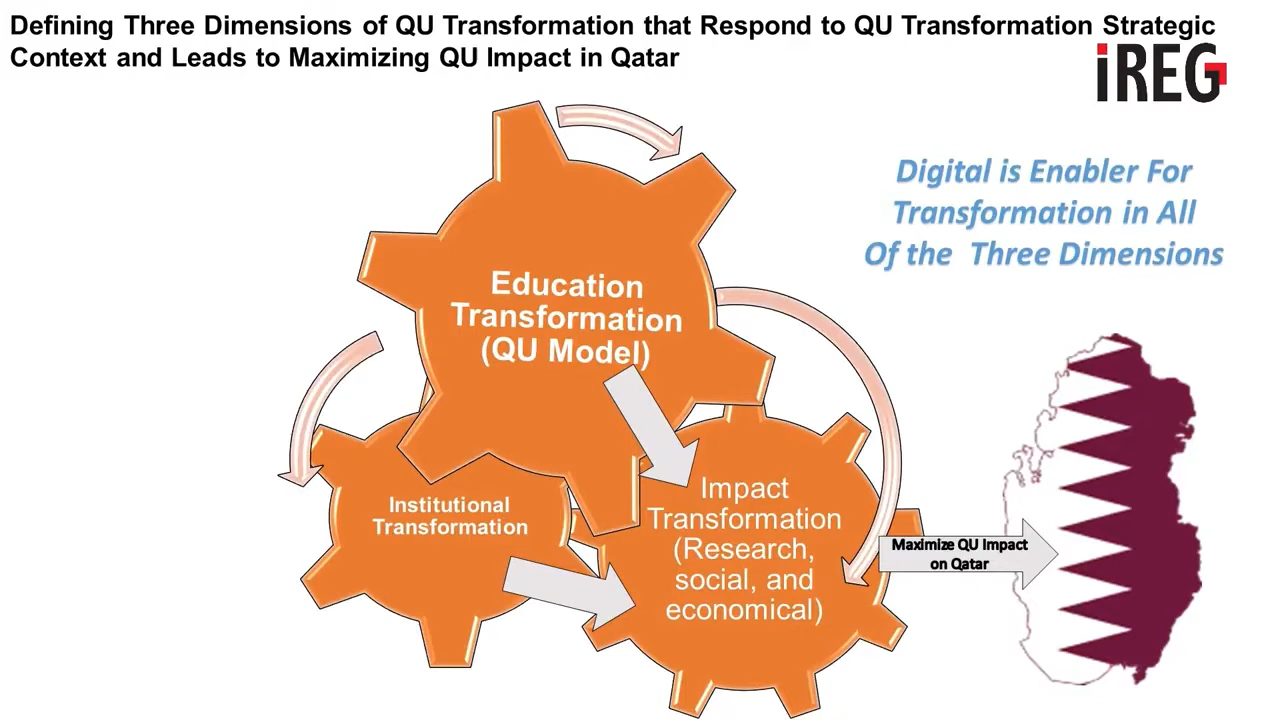 Defining Three Dimensions of QU Transformation that Respond to QU Transformation Strategic
Context and Leads to Maximizing QU Impact in Qatar
iREG
Digital is Enabler For
Transformation in All
Of the Three Dimensions
Education
Transformation
(QU Model)
Institutional
Transformation
Impact
Transformation
(Research,
social, and
economical)
Maximize QU Impact
on Qatar